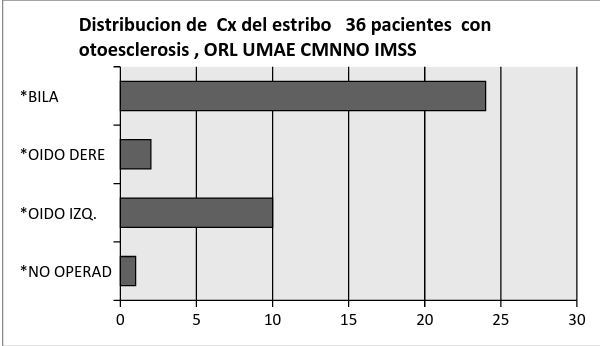 Distribucion de Cx del estribo 36 pacientes con
otoesclerosis , ORL UMAE CMNNO IMSS
*BILA
*OIDO DERE
*OIDO IZQ.
*NO OPERAD
0 5 10 15 20 25 30